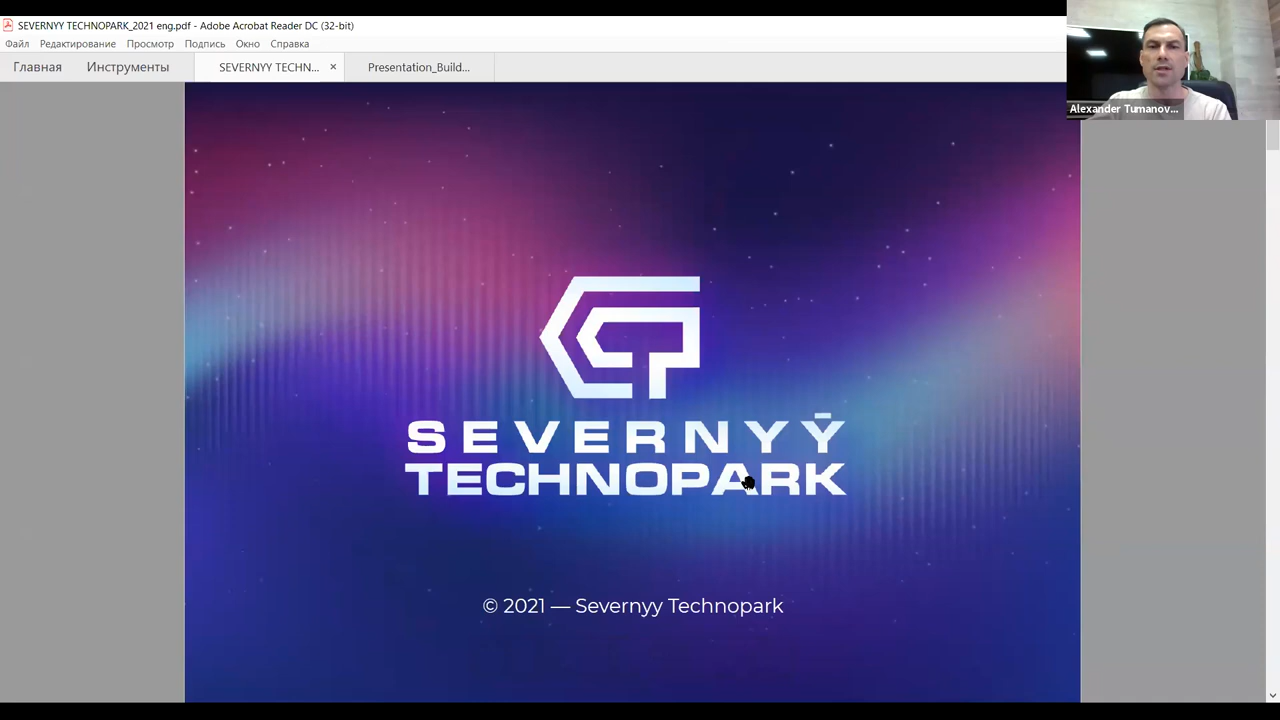 SEVERNYY TECHNOPARK_2021 eng.pdf - Adobe Acrobat Reader DC (32-bit)
Файл Редактирование Просмотр Подпись Окно Справка
Главная Инструменты SEVERNYY TECHN... × Presentation_Build...
Alexander Tumanov...
SEVERNYȲ
TECHNOPARK
© 2021 — Severnyy Technopark